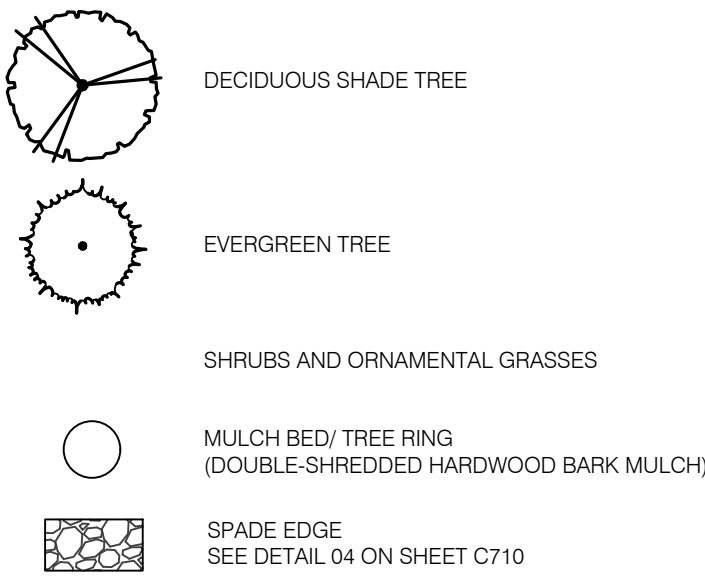 DECIDUOUS SHADE TREE
EVERGREEN TREE
SHRUBS AND ORNAMENTAL GRASSES
MULCH BED/ TREE RING
(DOUBLE-SHREDDED HARDWOOD BARK MULCH)
SPADE EDGE
SEE DETAIL 04 ON SHEET C710